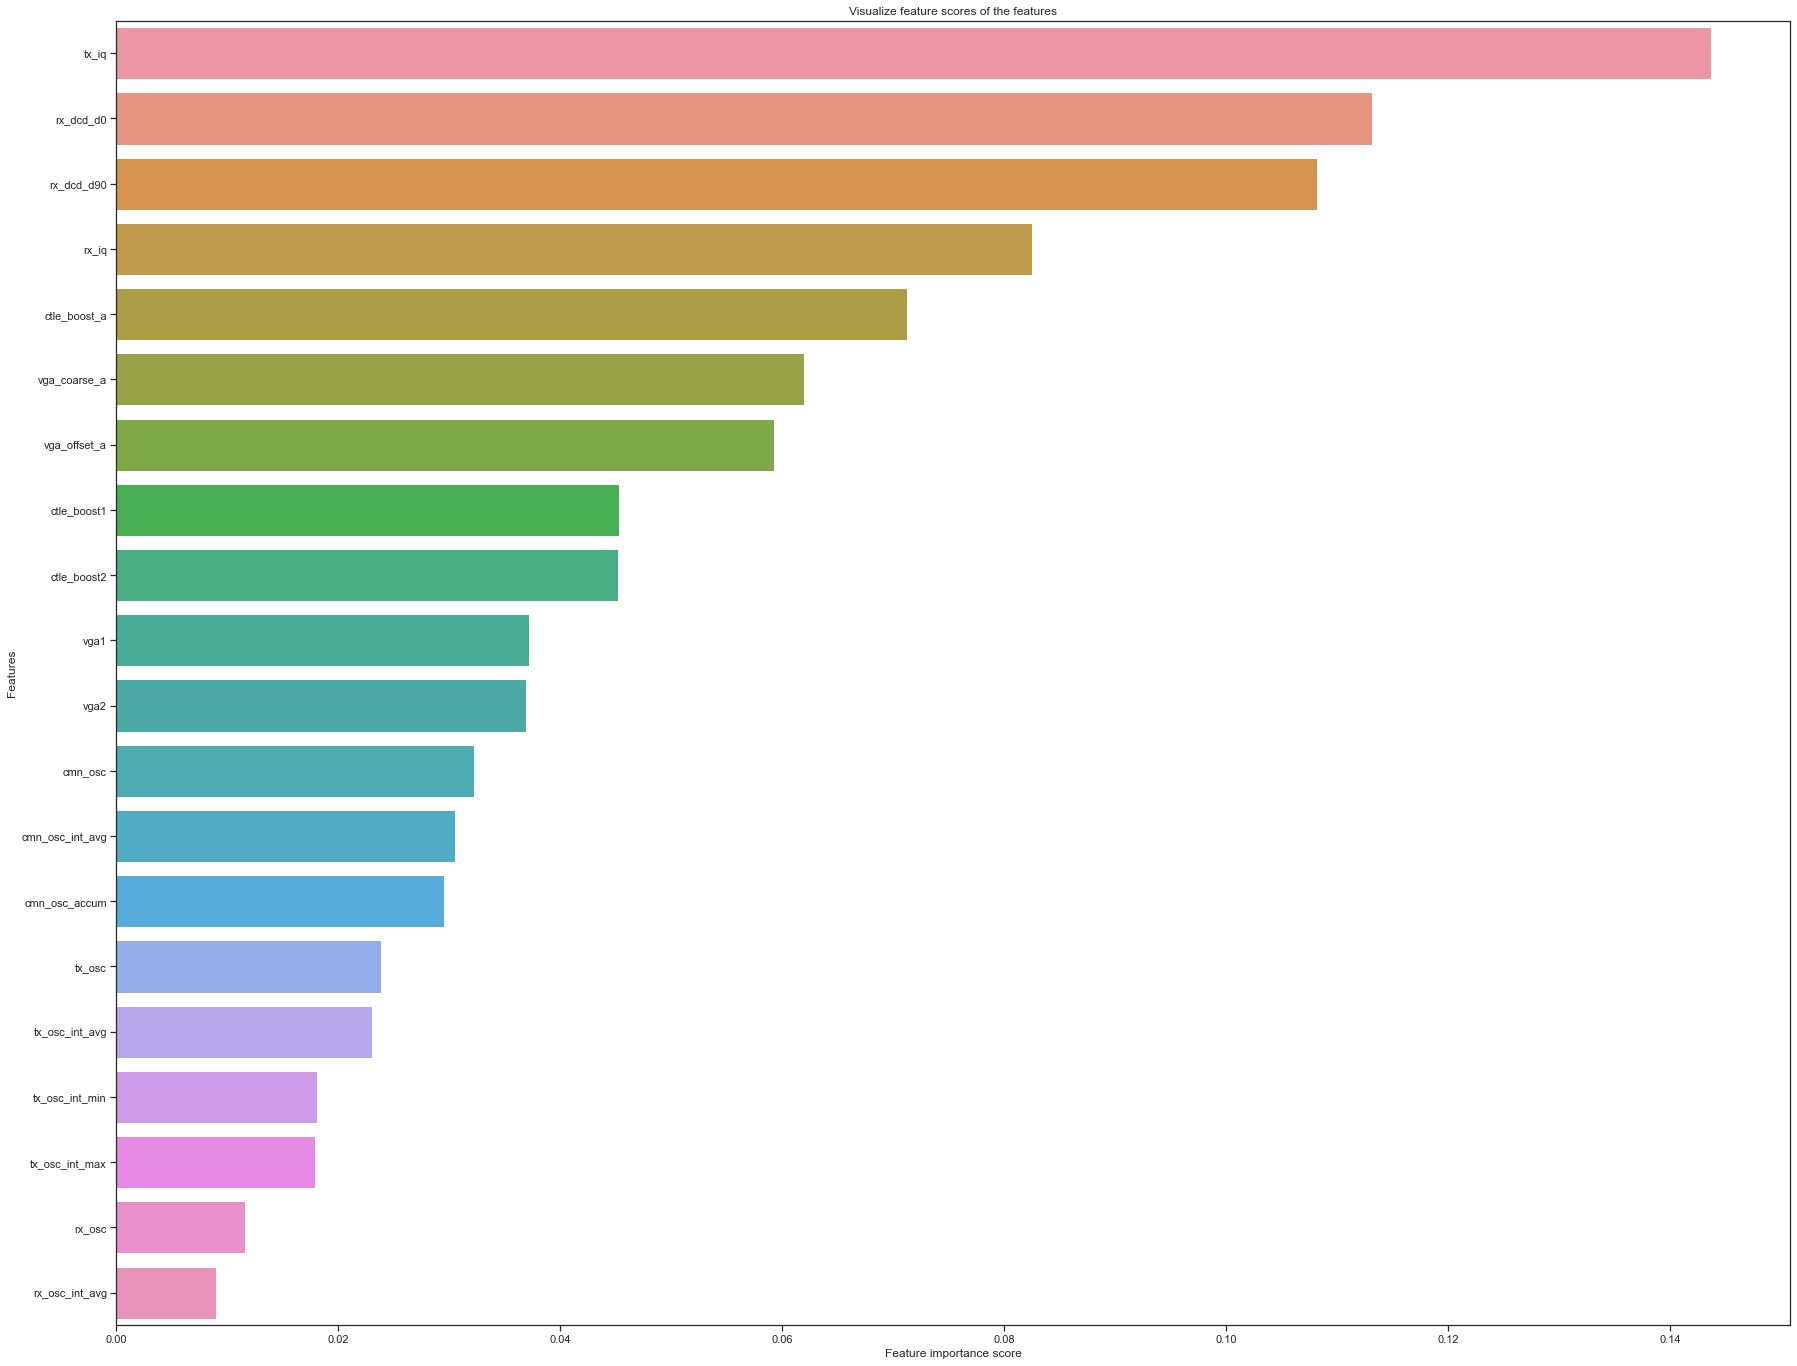 Visualize feature scores of the features
Features
tx_iq
rx_dcd_d0
rx_dcd_d90
rx_iq
ctle_boost_a
vga_coarse_a
vga_offset_a
ctle_boost1
ctle_boost2
vga1
vga2
cmn_osc
cmn_osc_int_avg
cmn_osc_accum
tx_osc
tx_osc_int_avg
tx_osc_int_min
tx_osc_int_max
rx_osc
rx_osc_int_avg
0.00 0.02 0.04 0.06 0.08 0.10 0.12 0.14
Feature importance score